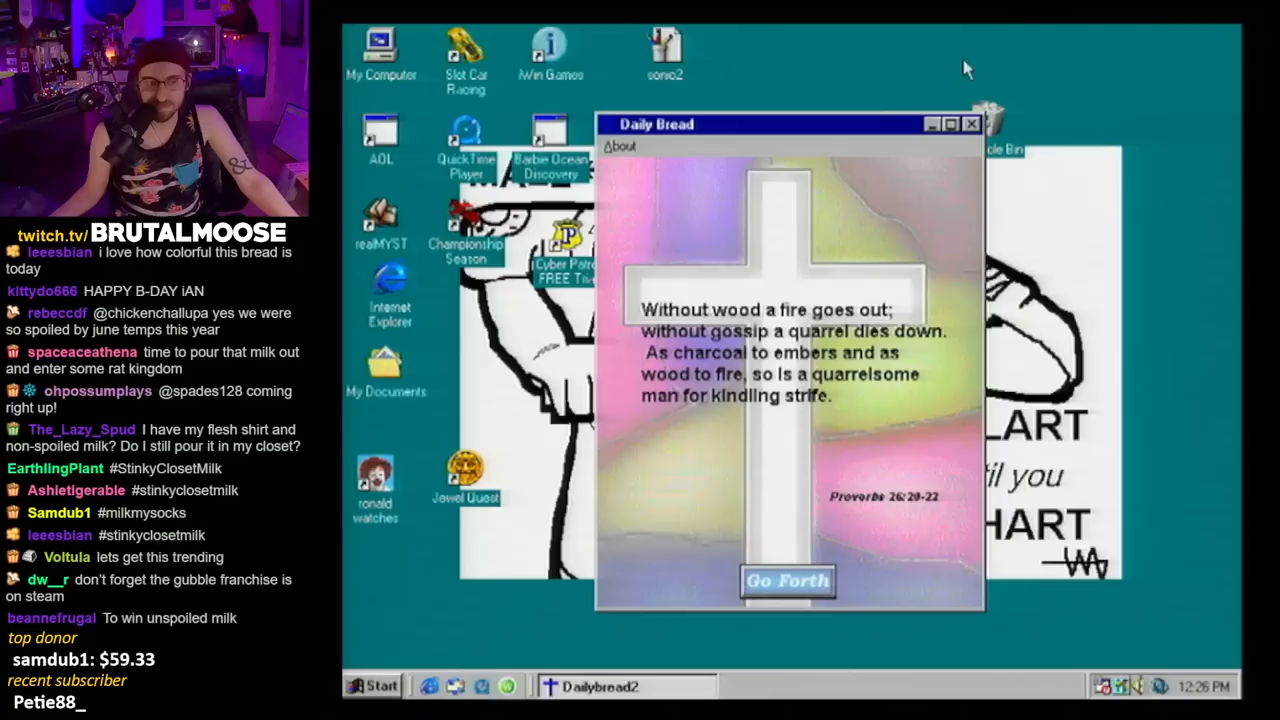 twitch.tv/BRUTALMOOSE
leeesbian i love how colorful this bread is
today
kittydo666 HAPPY B-DAY iAN
rebeccdf @chickenchallupa yes we were
so spoiled by june temps this year
spaceaceathena time to pour that milk out
and enter some rat kingdom
ohpossumplays @spades128 coming
right up!
The_Lazy_Spud I have my flesh shirt and
non-spoiled milk? Do I still pour it in my closet?
EarthlingPlant #StinkyClosetMilk
Ashietigerable #stinkyclosetmilk
Samdub1 #milkmysocks
leeesbian #stinkyclosetmilk
Voltula lets get this trending
dw__r don't forget the gubble franchise is
on steam
beannefrugal To win unspoiled milk
top donor
samdub1: $59.33
recent subscriber
Petie88_
My Computer
Slot Car
Racing
iWin Games
sonic2
AOL
QuickTime
Player
Barbie Ocean
Discovery
realMYST
Championship
Season
Cyber Patr
FREE Tri
Internet
Explorer
My Documents
ronald
watches
Jewel Quest
cle Bin
Daily Bread
About
Without wood a fire goes out;
without gossip a quarrel dies down.
As charcoal to embers and as
wood to fire, so is a quarrelsome
man for kindling strife.
Proverbs 26:20-22
Go Forth
LART
til you
HART
Start
Dailybread2
12:26 PM